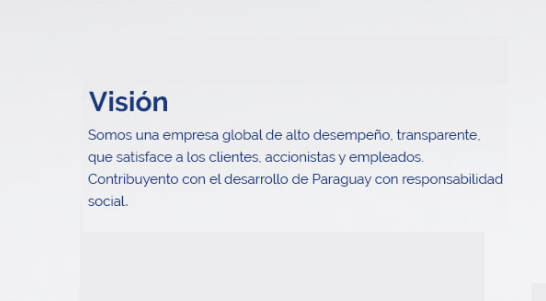 Visión
Somos una empresa global de alto desempeño, transparente,
que satisface a los clientes, accionistas y empleados.
Contribuyento con el desarrollo de Paraguay con responsabilidad
social.